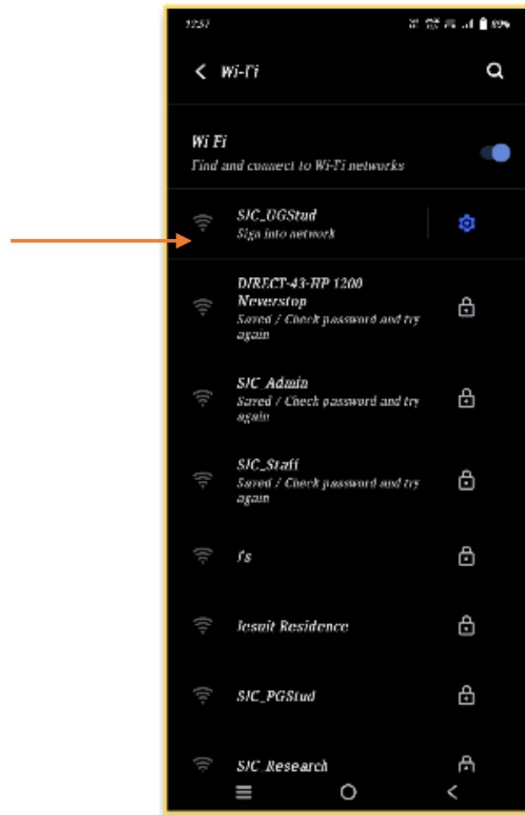 Wi-Fi
Wi Fi
Find and connect to Wi-Fi networks
SJC_UGStud
Sign into network
DIRECT-43-HP 1200
Neverstop
Saved / Check password and try
again
SJC_Admin
Saved / Check password and try
again
SJC_Staff
Saved / Check password and try
again
Jesuit Residence
SJC_PGStud
SJC_Research